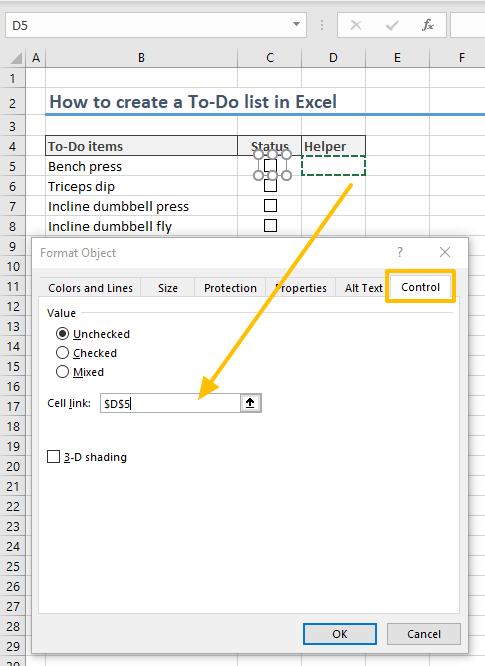 D5 fx
A B C D E F
1
2 How to create a To-Do list in Excel
3
4 To-Do items Status Helper
5 Bench press
6 Triceps dip
7 Incline dumbbell press
8 Incline dumbbell fly
9 Format Object ?
10
11 Colors and Lines Size Protection Properties Alt Text Control
12
13 Value
Unchecked
14
15 Checked
16 Mixed
17 Cell link: $D$5
18
19
20 3-D shading
21
22
23
24
25
26
27
28 OK Cancel
29
30